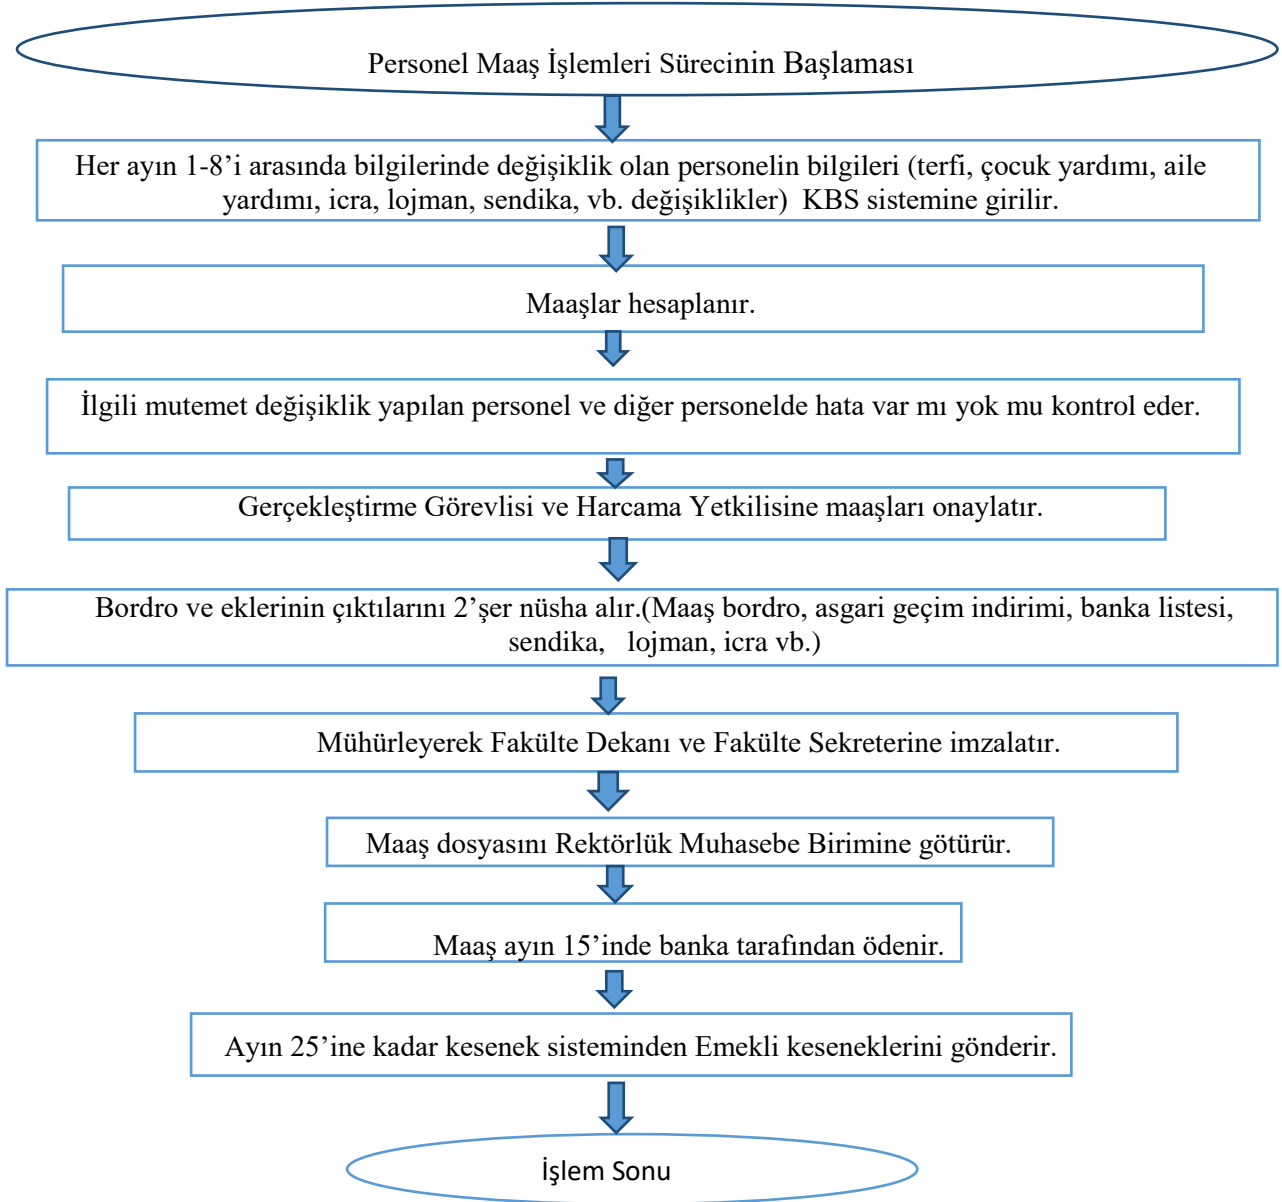 Personel Maaş İşlemleri Sürecinin Başlaması
Her ayın 1-8’i arasında bilgilerinde değişiklik olan personelin bilgileri (terfi, çocuk yardımı, aile
yardımı, icra, lojman, sendika, vb. değişiklikler) KBS sistemine girilir.
Maaşlar hesaplanır.
İlgili mutemet değişiklik yapılan personel ve diğer personelde hata var mı yok mu kontrol eder.
Gerçekleştirme Görevlisi ve Harcama Yetkilisine maaşları onaylatır.
Bordro ve eklerinin çıktılarını 2’şer nüsha alır.(Maaş bordro, asgari geçim indirimi, banka listesi,
sendika, lojman, icra vb.)
Mühürleyerek Fakülte Dekanı ve Fakülte Sekreterine imzalatır.
Maaş dosyasını Rektörlük Muhasebe Birimine götürür.
Maaş ayın 15’inde banka tarafından ödenir.
Ayın 25’ine kadar kesenek sisteminden Emekli keseneklerini gönderir.
İşlem Sonu